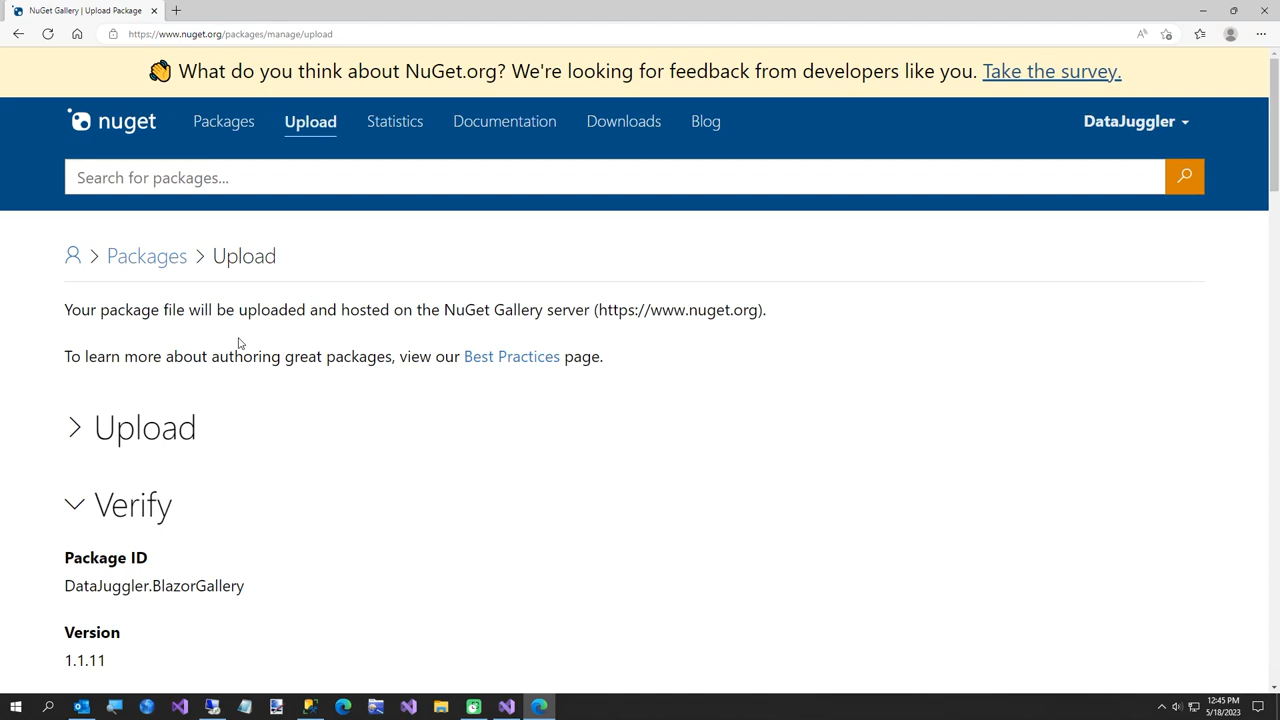 NuGet Gallery | Upload Package
https://www.nuget.org/packages/manage/upload
What do you think about NuGet.org? We're looking for feedback from developers like you. Take the survey.
nuget Packages Upload Statistics Documentation Downloads Blog DataJuggler
Search for packages...
Packages Upload
Your package file will be uploaded and hosted on the NuGet Gallery server (https://www.nuget.org).
To learn more about authoring great packages, view our Best Practices page.
Upload
Verify
Package ID
DataJuggler.BlazorGallery
Version
1.1.11
12:45 PM
5/18/2023